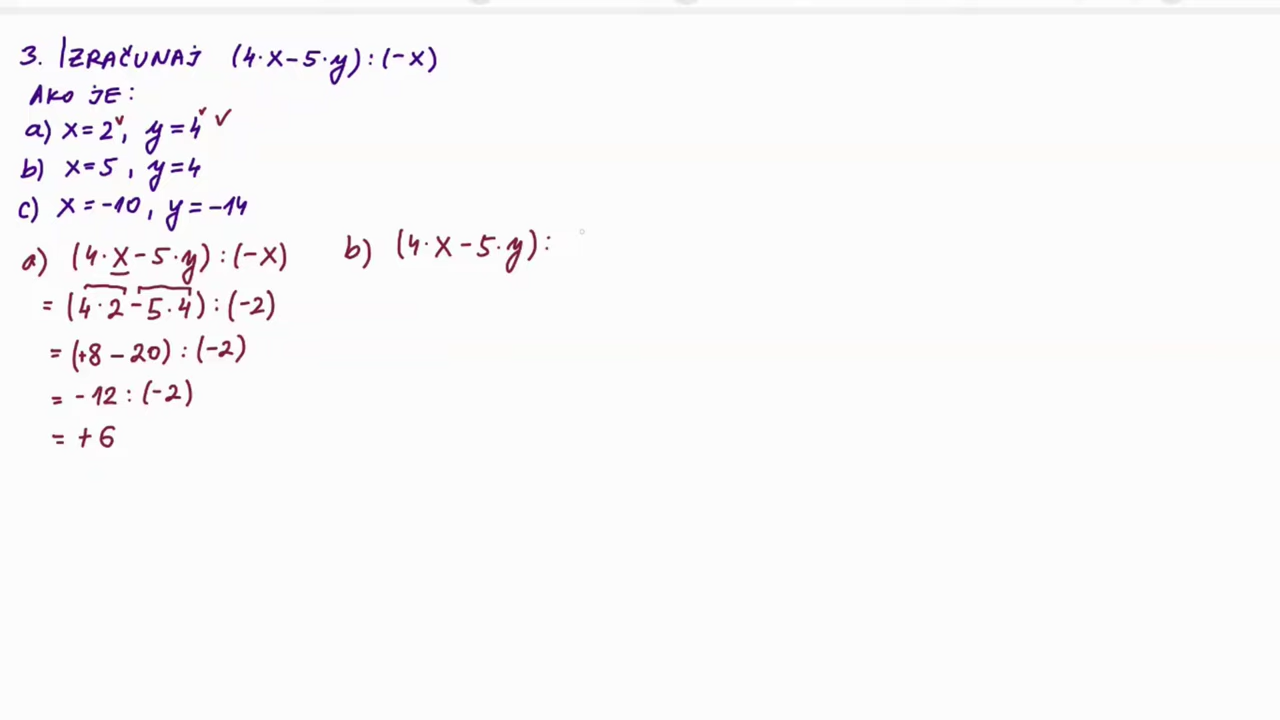 3. IZRAČUNAJ (4·x-5·y):(-x)
AKO JE:
a) x=2, y=4
b) x=5, y=4
c) x=-10, y=-14
a) (4·x-5·y):(-x)
= (4·2-5·4):(-2)
= (+8-20):(-2)
= -12:(-2)
= +6
b) (4·x-5·y):